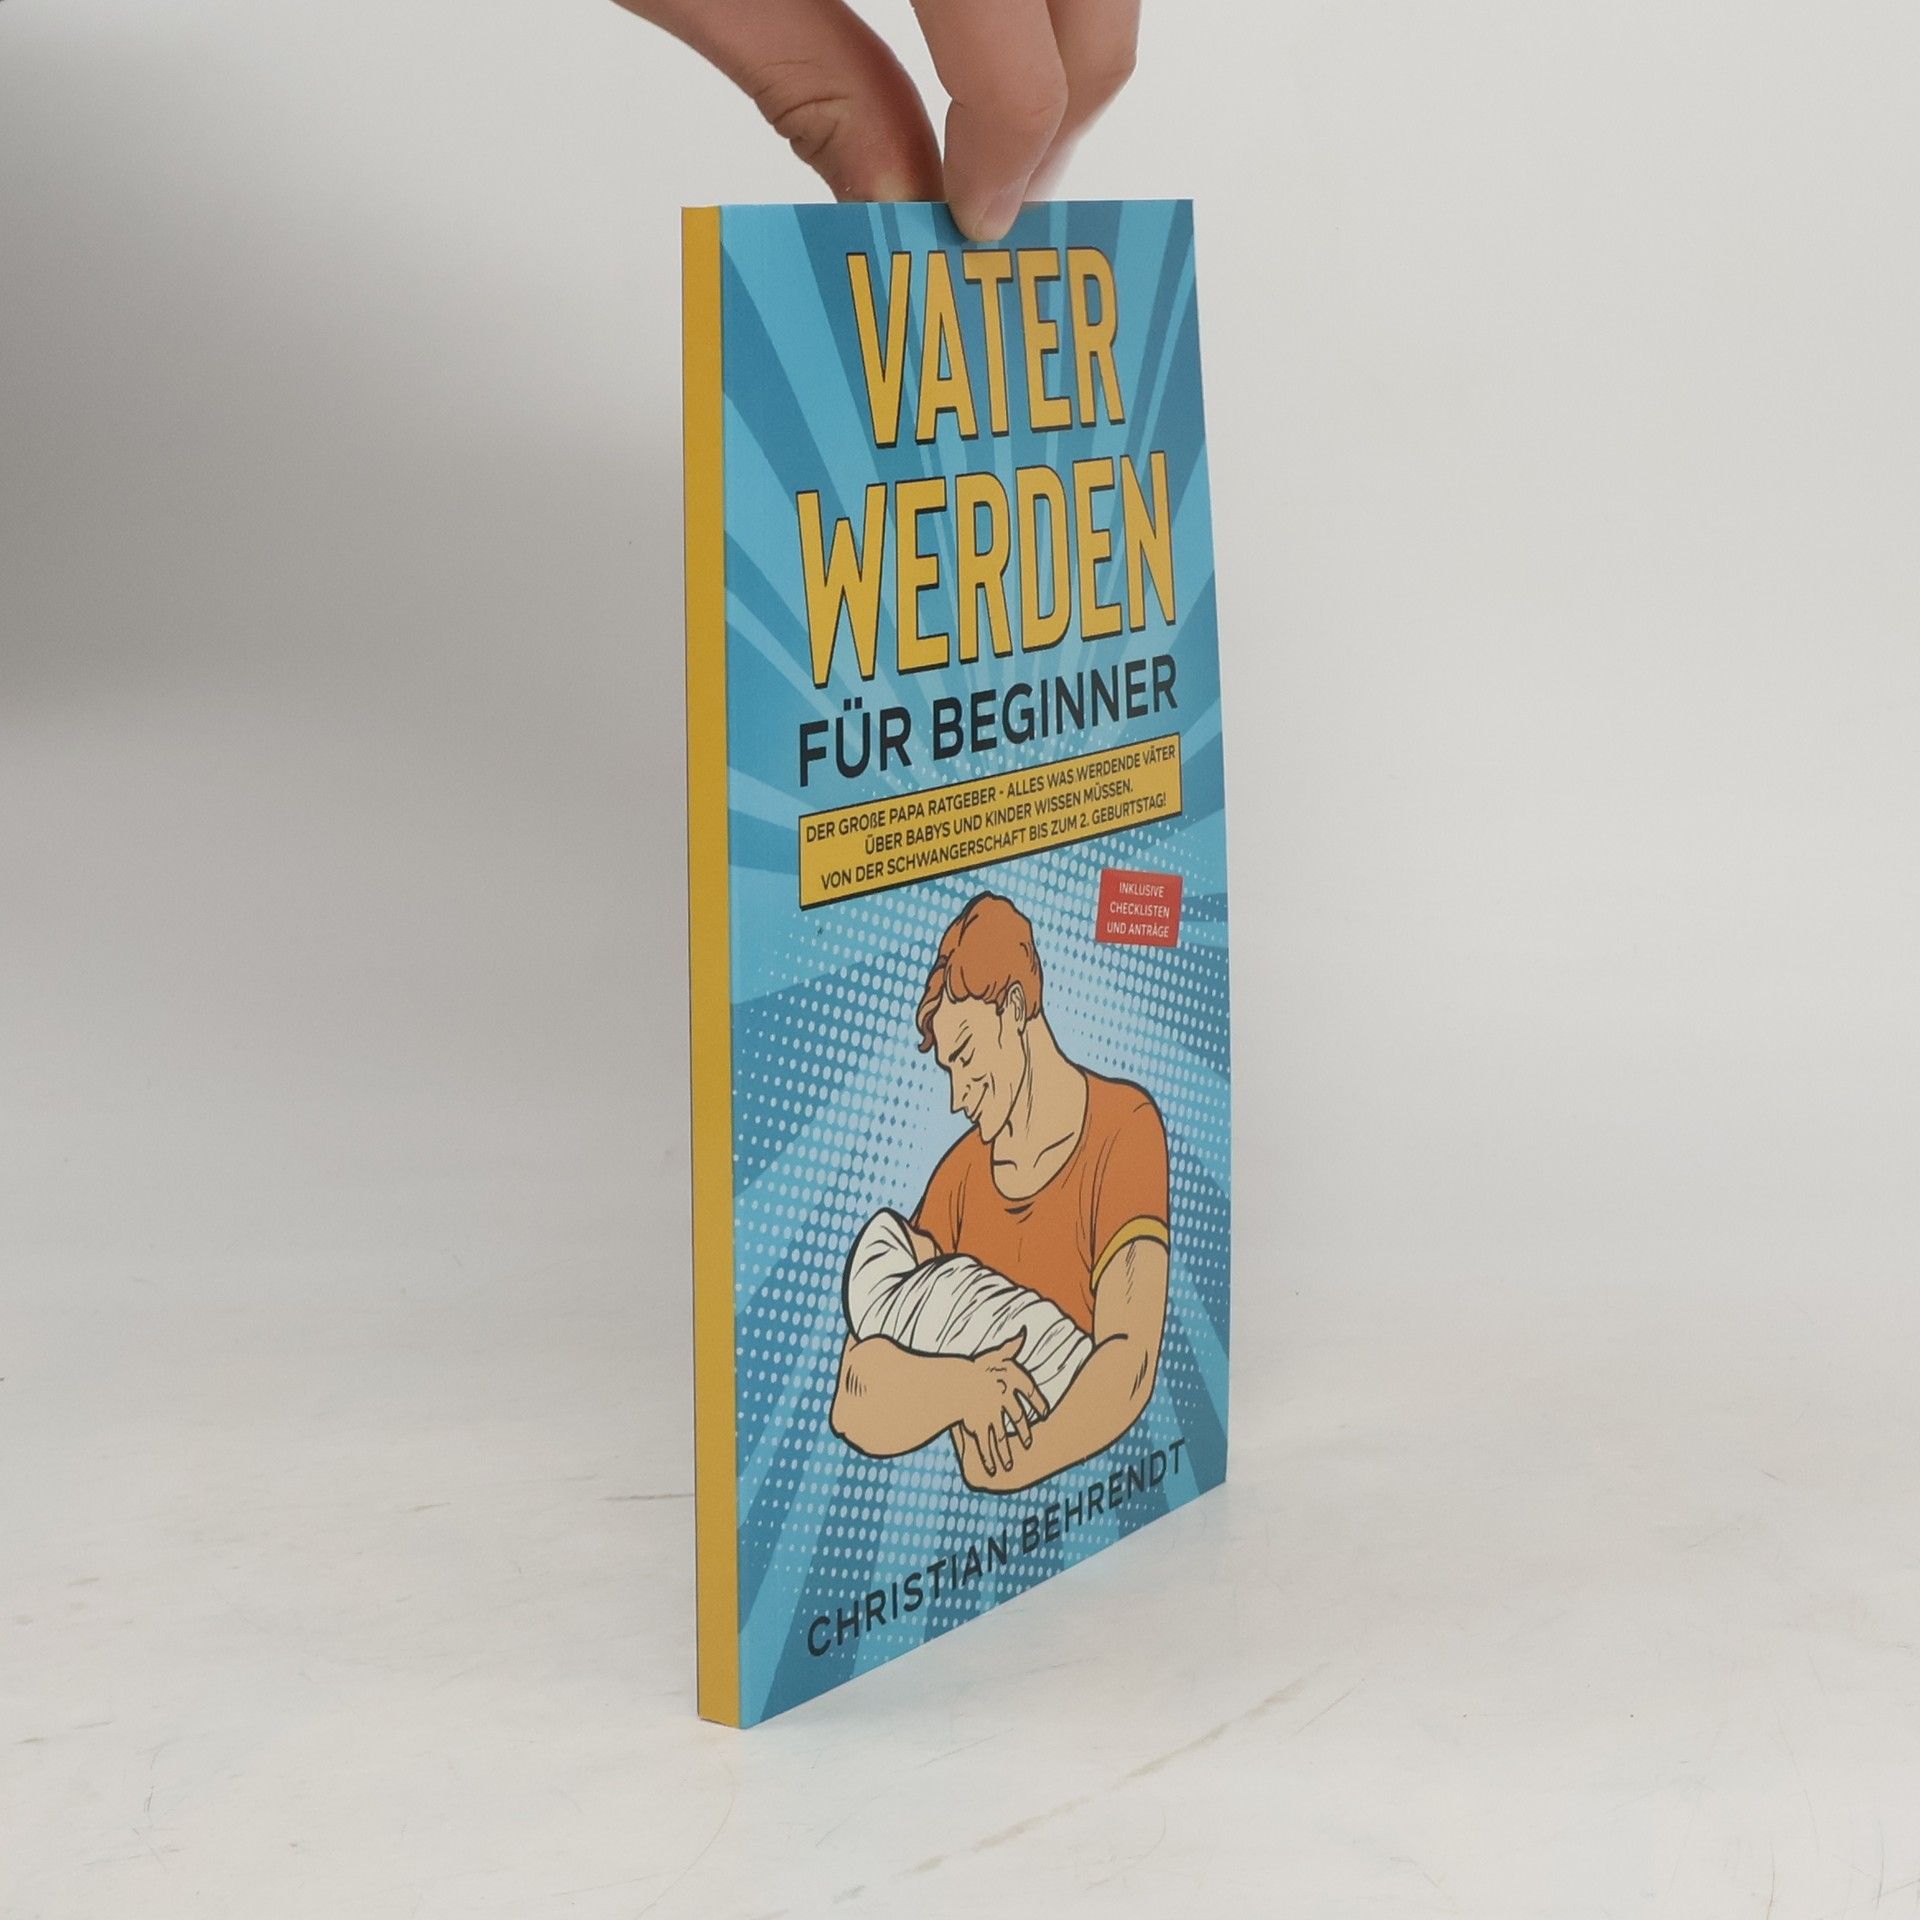 VATER
WERDEN
FÜR BEGINNER
DER GROßE PAPA RATGEBER - ALLES WAS WERDENDE VÄTER
ÜBER BABYS UND KINDER WISSEN MÜSSEN.
VON DER SCHWANGERSCHAFT BIS ZUM 2. GEBURTSTAG!
INKLUSIVE
CHECKLISTEN
UND ANTRÄGE
CHRISTIAN BEHRENDT